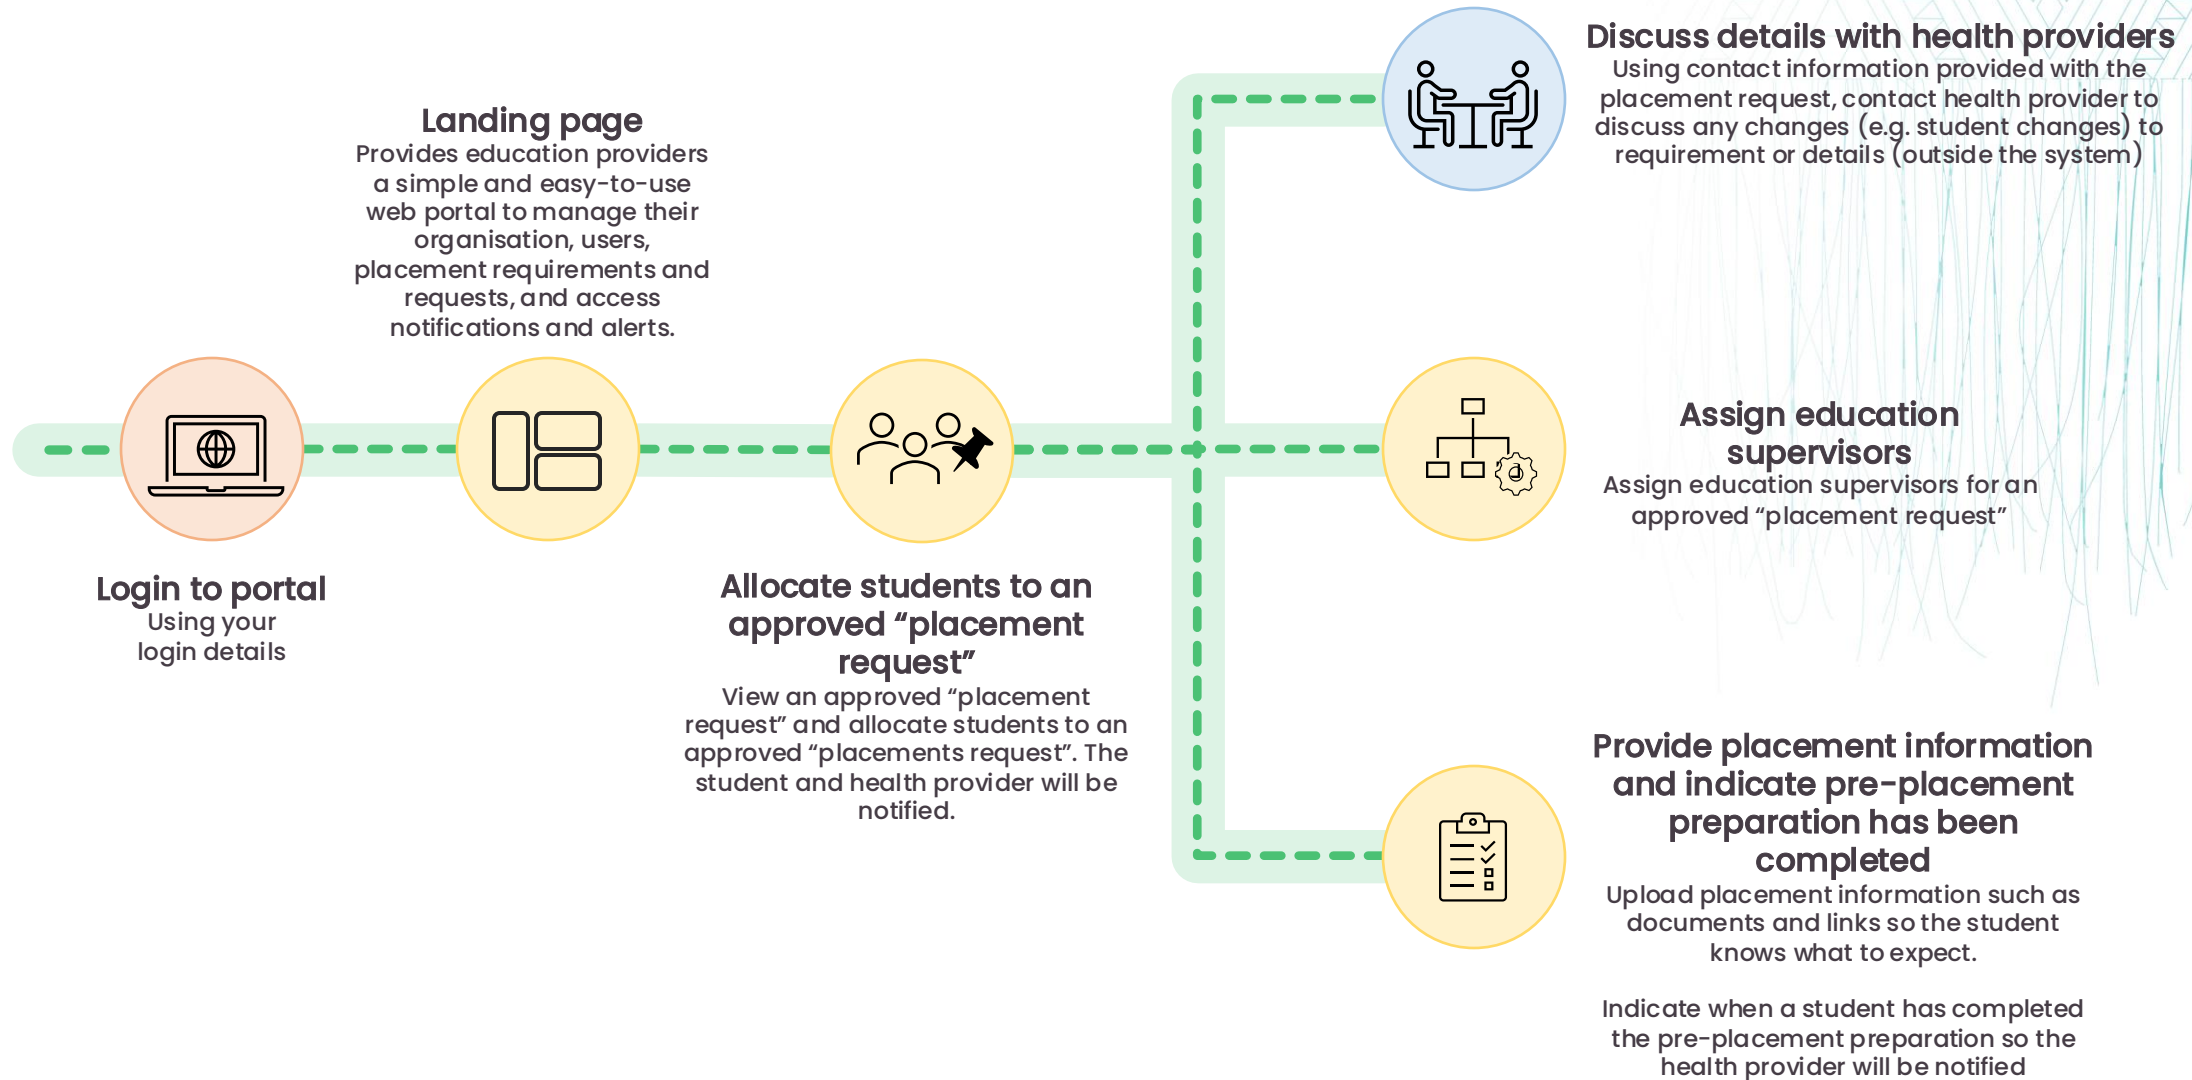 Login to portal
Using your
login details
Landing page
Provides education providers
a simple and easy-to-use
web portal to manage their
organisation, users,
placement requirements and
requests, and access
notifications and alerts.
Allocate students to an
approved “placement
request”
View an approved “placement
request” and allocate students to an
approved “placements request”. The
student and health provider will be
notified.
Discuss details with health providers
Using contact information provided with the
placement request, contact health provider to
discuss any changes (e.g. student changes) to
requirement or details (outside the system)
Assign education
supervisors
Assign education supervisors for an
approved “placement request”
Provide placement information
and indicate pre-placement
preparation has been
completed
Upload placement information such as
documents and links so the student
knows what to expect.
Indicate when a student has completed
the pre-placement preparation so the
health provider will be notified